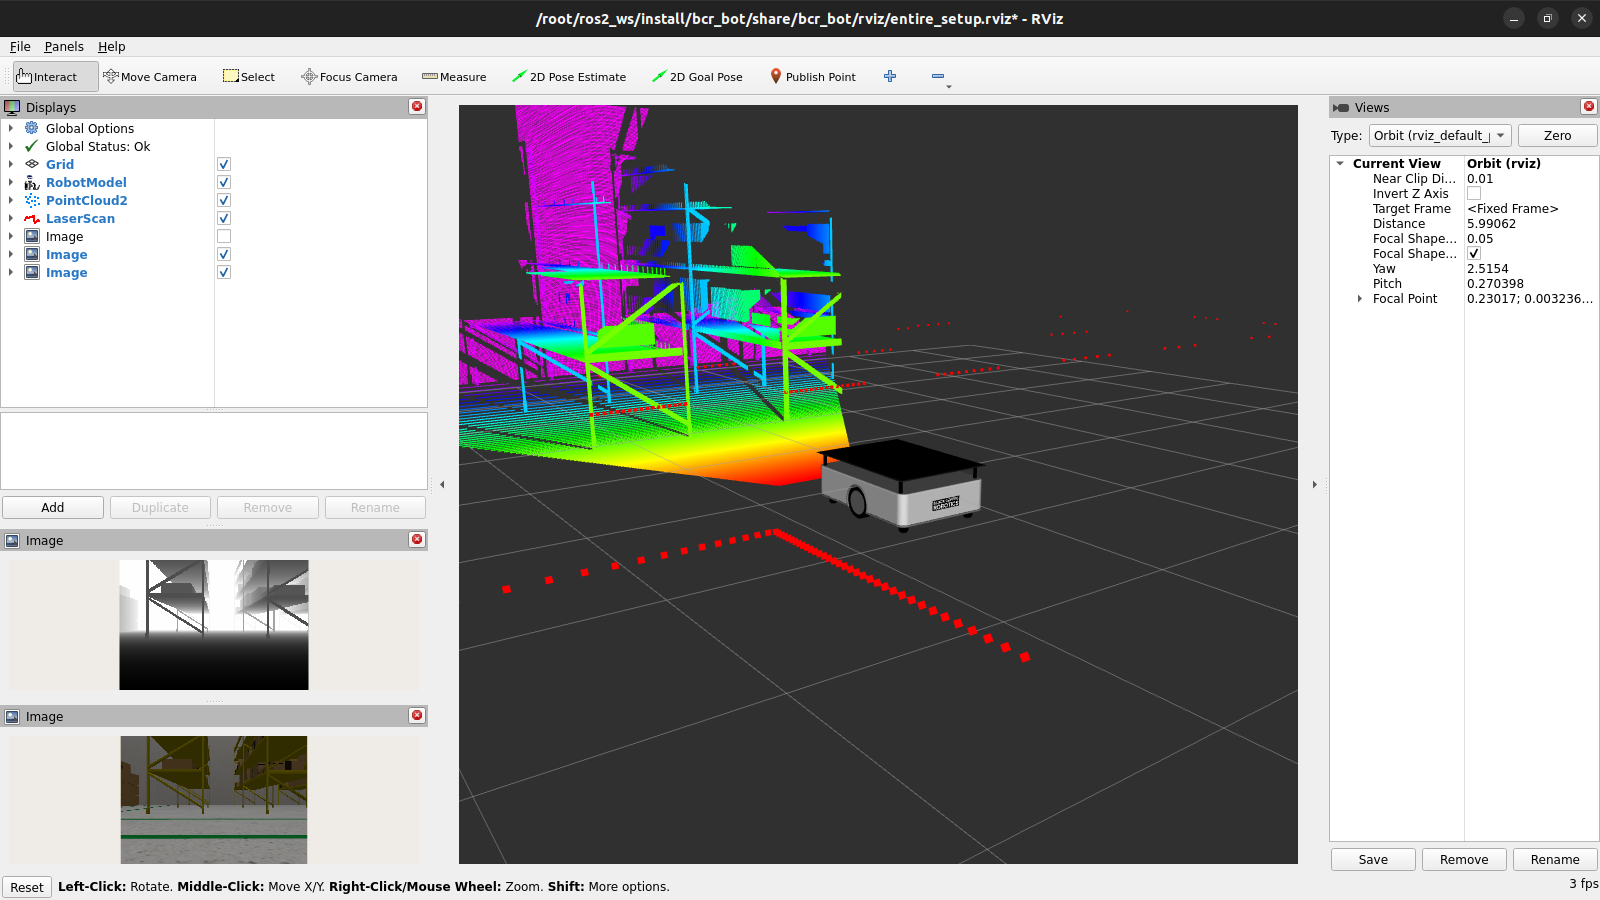 /root/ros2_ws/install/bcr_bot/share/bcr_bot/rviz/entire_setup.rviz* - RViz
File Panels Help
Interact Move Camera Select Focus Camera Measure 2D Pose Estimate 2D Goal Pose Publish Point
Displays
Global Options
Global Status: Ok
Grid
RobotModel
PointCloud2
LaserScan
Image
Image
Image
Add Duplicate Remove Rename
Image
Image
Views
Type: Orbit (rviz_default_ Zero
Current View Orbit (rviz)
Near Clip Di... 0.01
Invert Z Axis
Target Frame <Fixed Frame>
Distance 5.99062
Focal Shape... 0.05
Focal Shape...
Yaw 2.5154
Pitch 0.270398
Focal Point 0.23017; 0.003236...
Save Remove Rename
Reset Left-Click: Rotate. Middle-Click: Move X/Y. Right-Click/Mouse Wheel: Zoom. Shift: More options.
3 fps